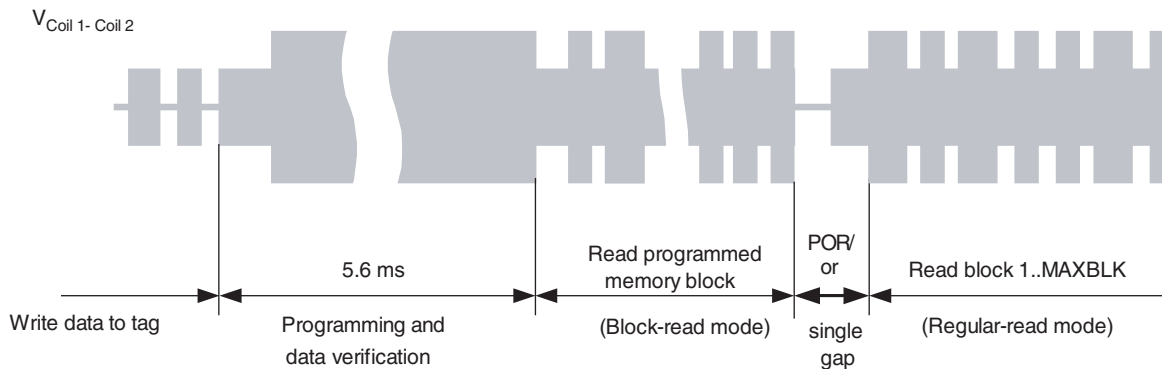 V Coil 1- Coil 2
5.6 ms
Read programmed
memory block
POR/
or
Read block 1..MAXBLK
Write data to tag
Programming and
data verification
(Block-read mode)
single
gap
(Regular-read mode)